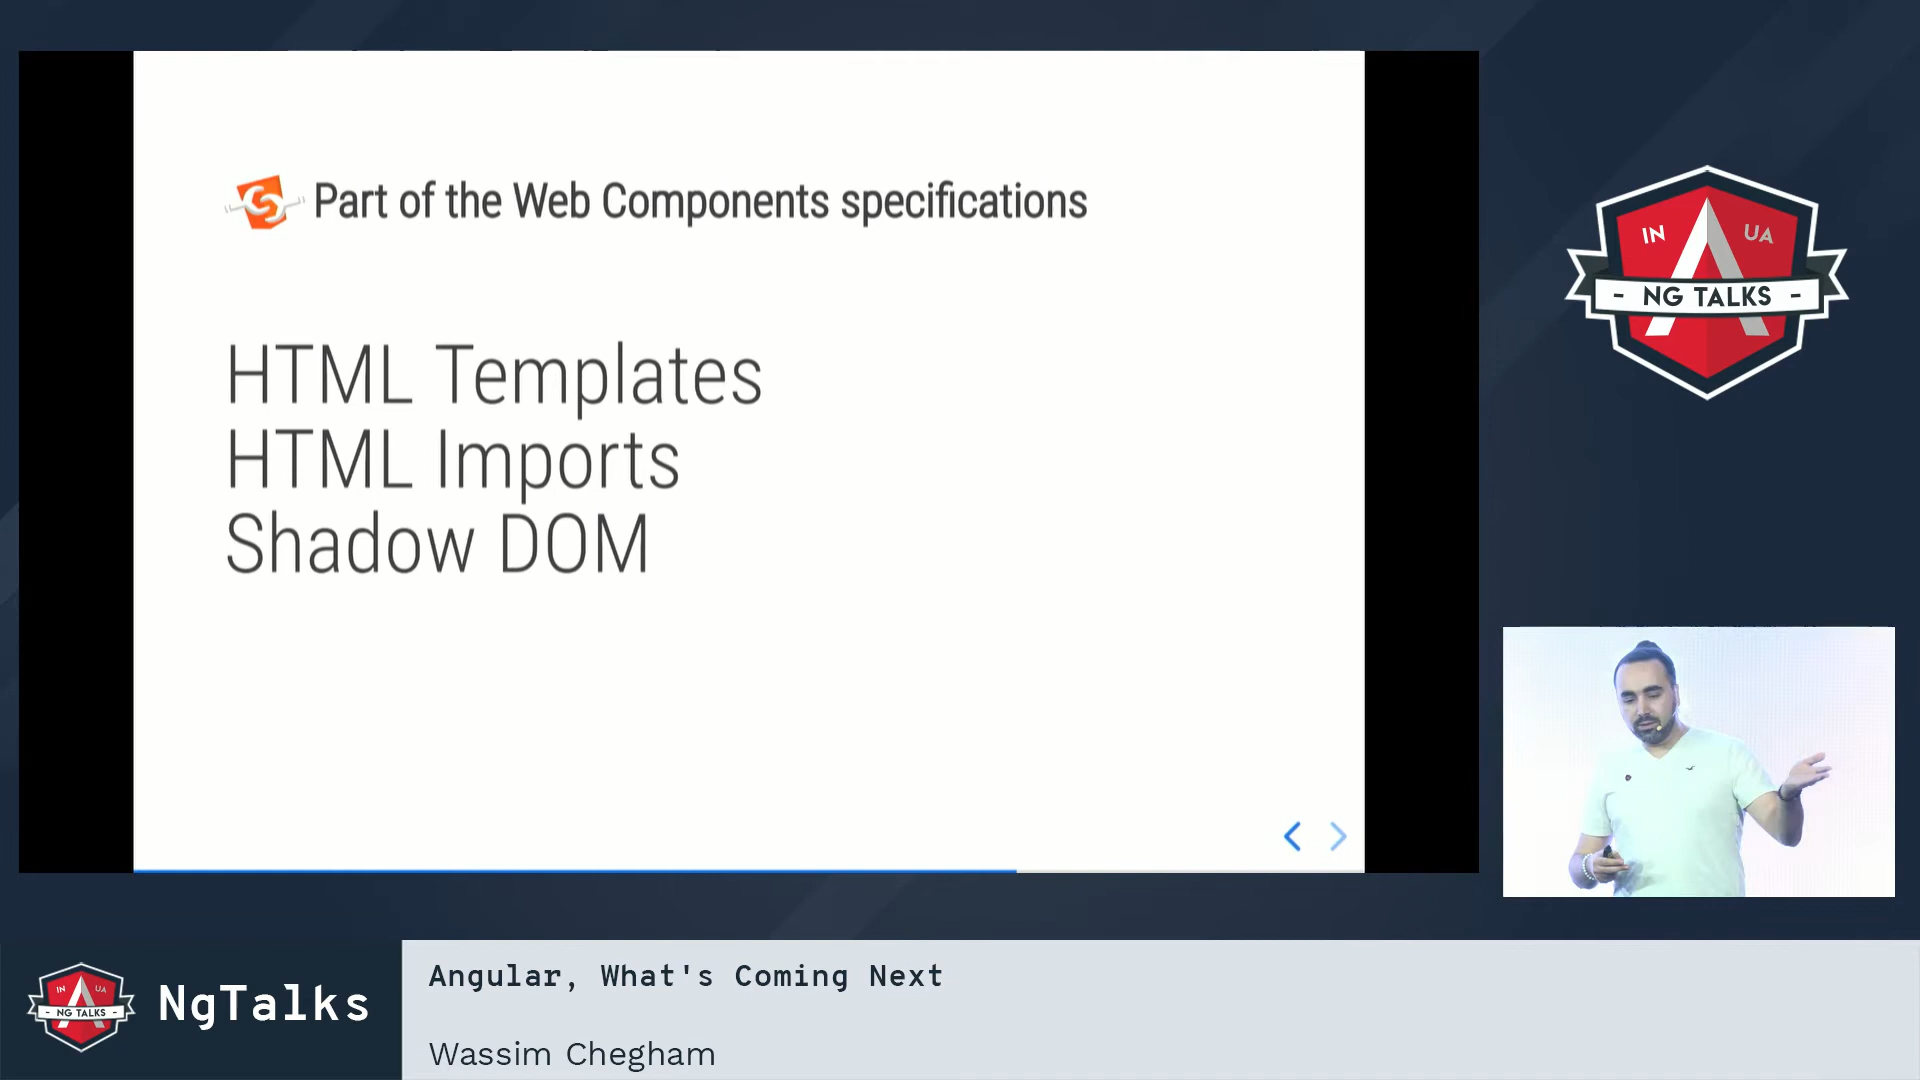 Part of the Web Components specifications
HTML Templates
HTML Imports
Shadow DOM
IN UA
- NG TALKS -
IN UA
- NG TALKS -
NgTalks
Angular, What's Coming Next
Wassim Chegham